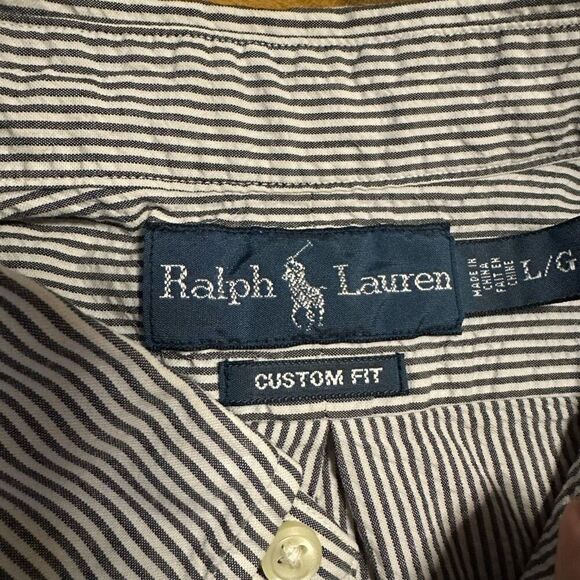 Ralph Lauren
MADE IN
CHINA
FAIT EN
CHINE
L/G
CUSTOM FIT